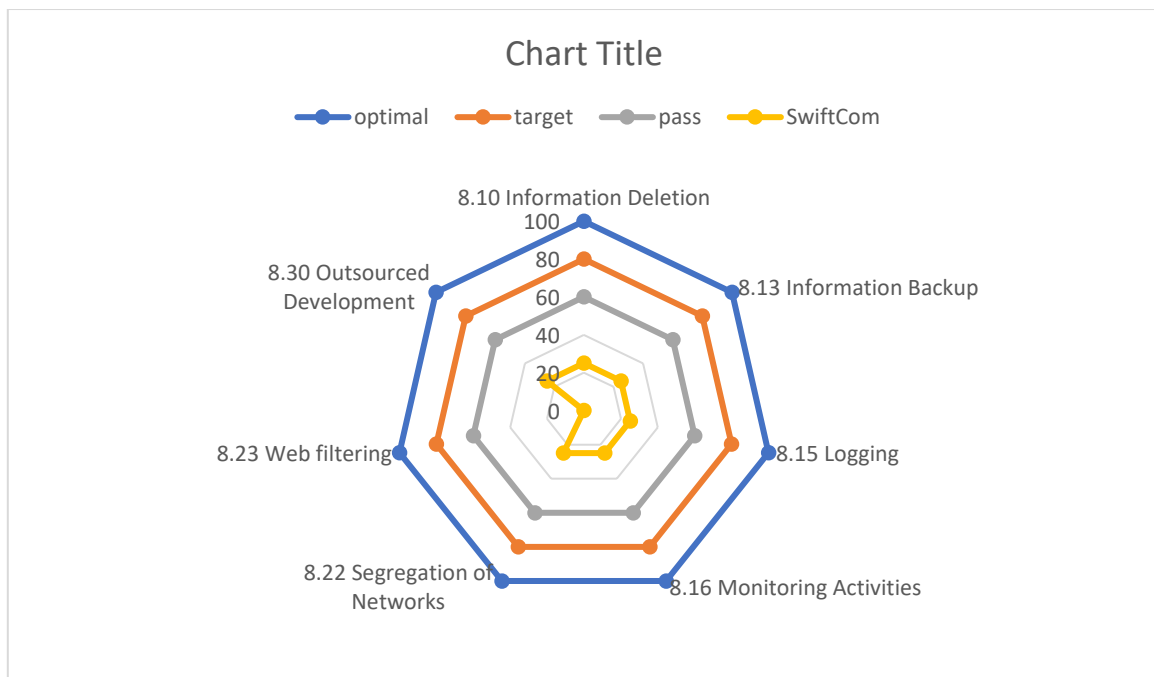 Chart Title
optimal target pass SwiftCom
8.10 Information Deletion
100
80
60
40
20
0
8.30 Outsourced
Development
8.13 Information Backup
8.23 Web filtering
8.15 Logging
8.22 Segregation of
Networks
8.16 Monitoring Activities